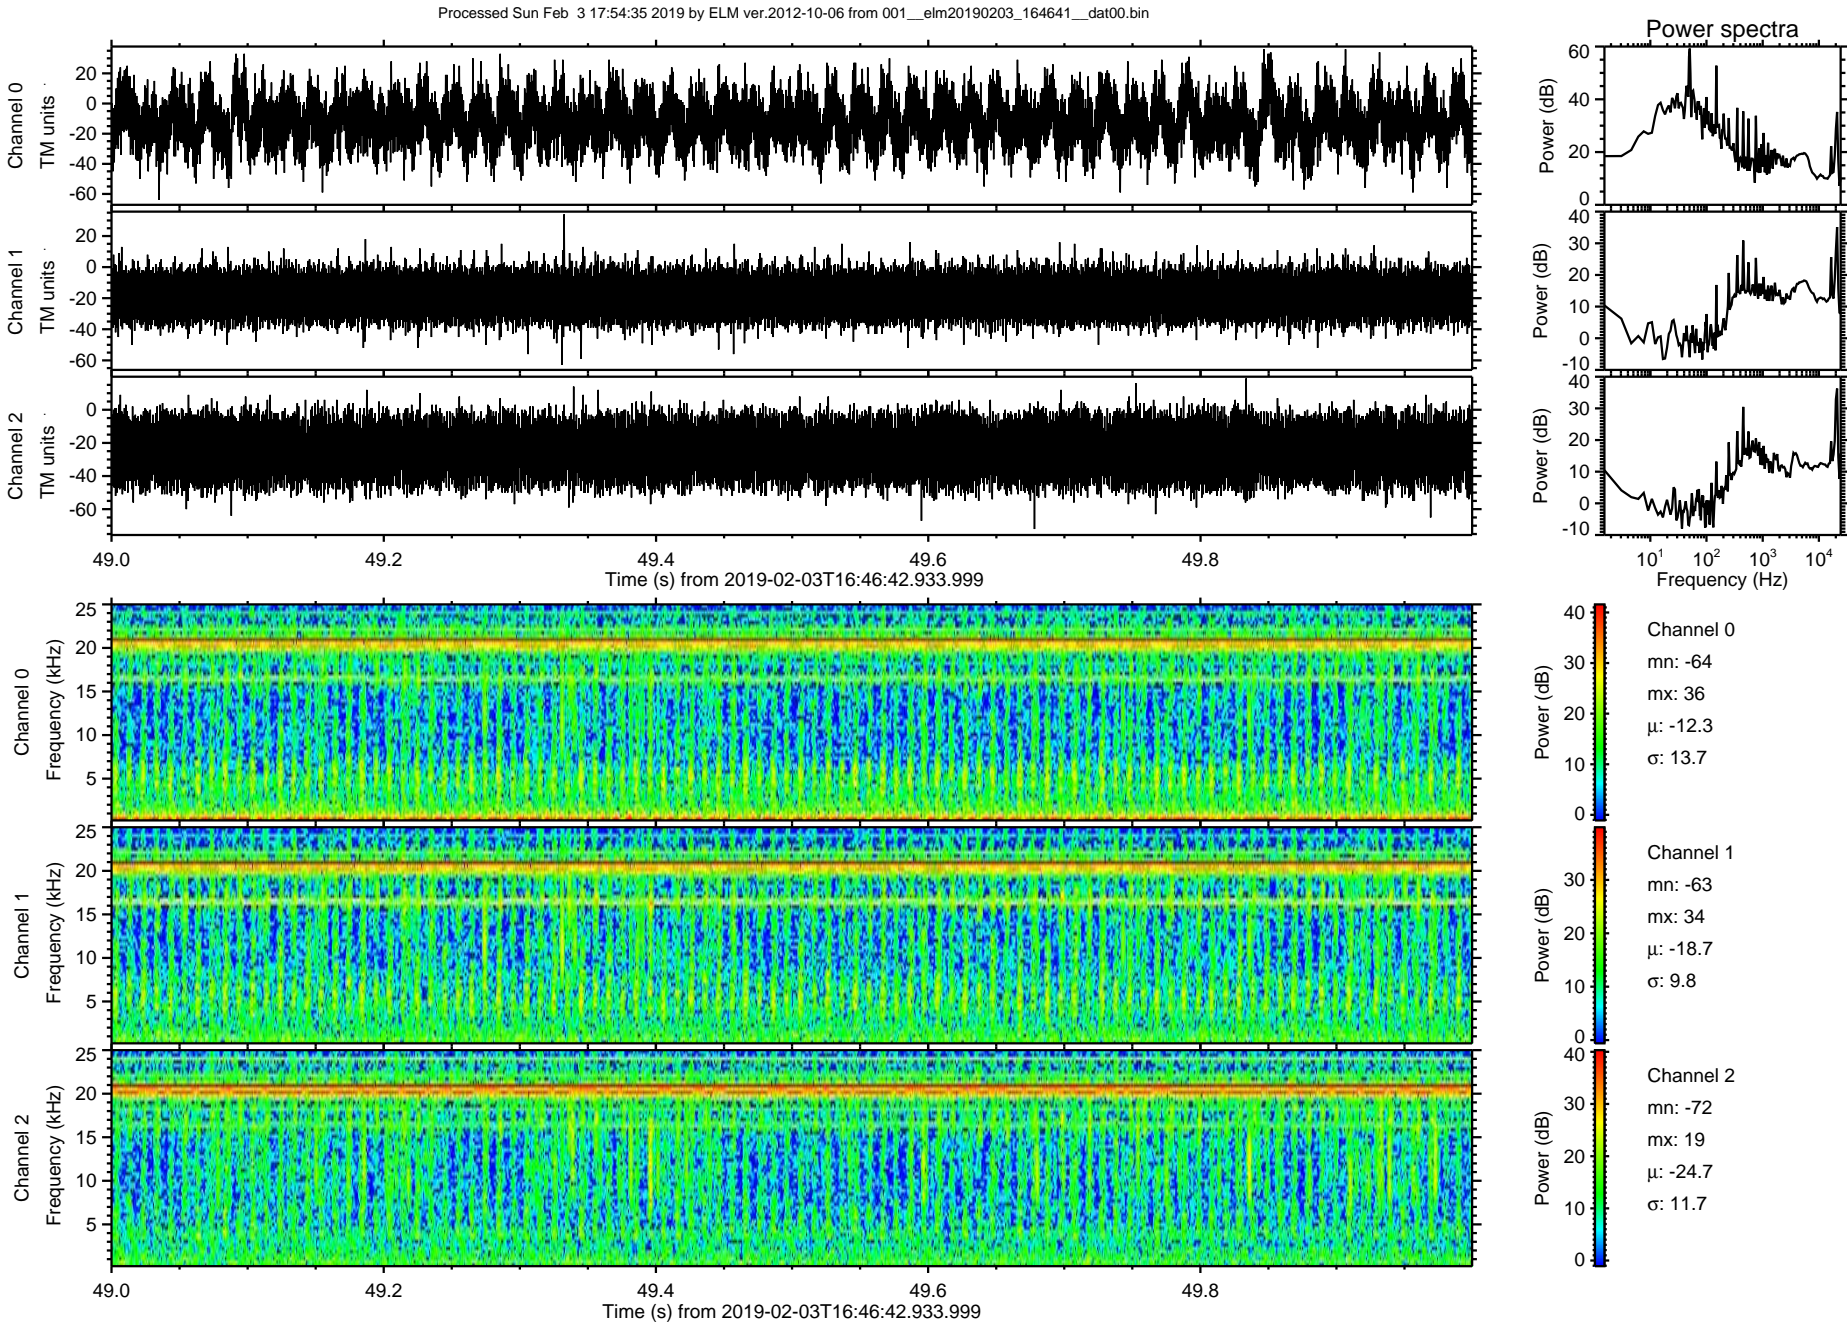 Processed Sun Feb 3 17:54:35 2019 by ELM ver.2012-10-06 from 001__elm20190203_164641__dat00.bin
Power spectra
Channel 0
TM units
20
0
-20
-40
-60
Power (dB)
60
40
20
0
Channel 1
TM units
20
0
-20
-40
-60
Power (dB)
40
30
20
10
0
-10
Channel 2
TM units
0
-20
-40
-60
Power (dB)
40
30
20
10
0
-10
49.0 49.2 49.4 49.6 49.8
Time (s) from 2019-02-03T16:46:42.933.999
10¹ 10² 10³ 10⁴
Frequency (Hz)
Channel 0
Frequency (kHz)
25
20
15
10
5
Power (dB)
40
30
20
10
0
Channel 0
mn: -64
mx: 36
μ: -12.3
σ: 13.7
Channel 1
Frequency (kHz)
25
20
15
10
5
Power (dB)
30
20
10
0
Channel 1
mn: -63
mx: 34
μ: -18.7
σ: 9.8
Channel 2
Frequency (kHz)
25
20
15
10
5
Power (dB)
40
30
20
10
0
Channel 2
mn: -72
mx: 19
μ: -24.7
σ: 11.7
49.0 49.2 49.4 49.6 49.8
Time (s) from 2019-02-03T16:46:42.933.999